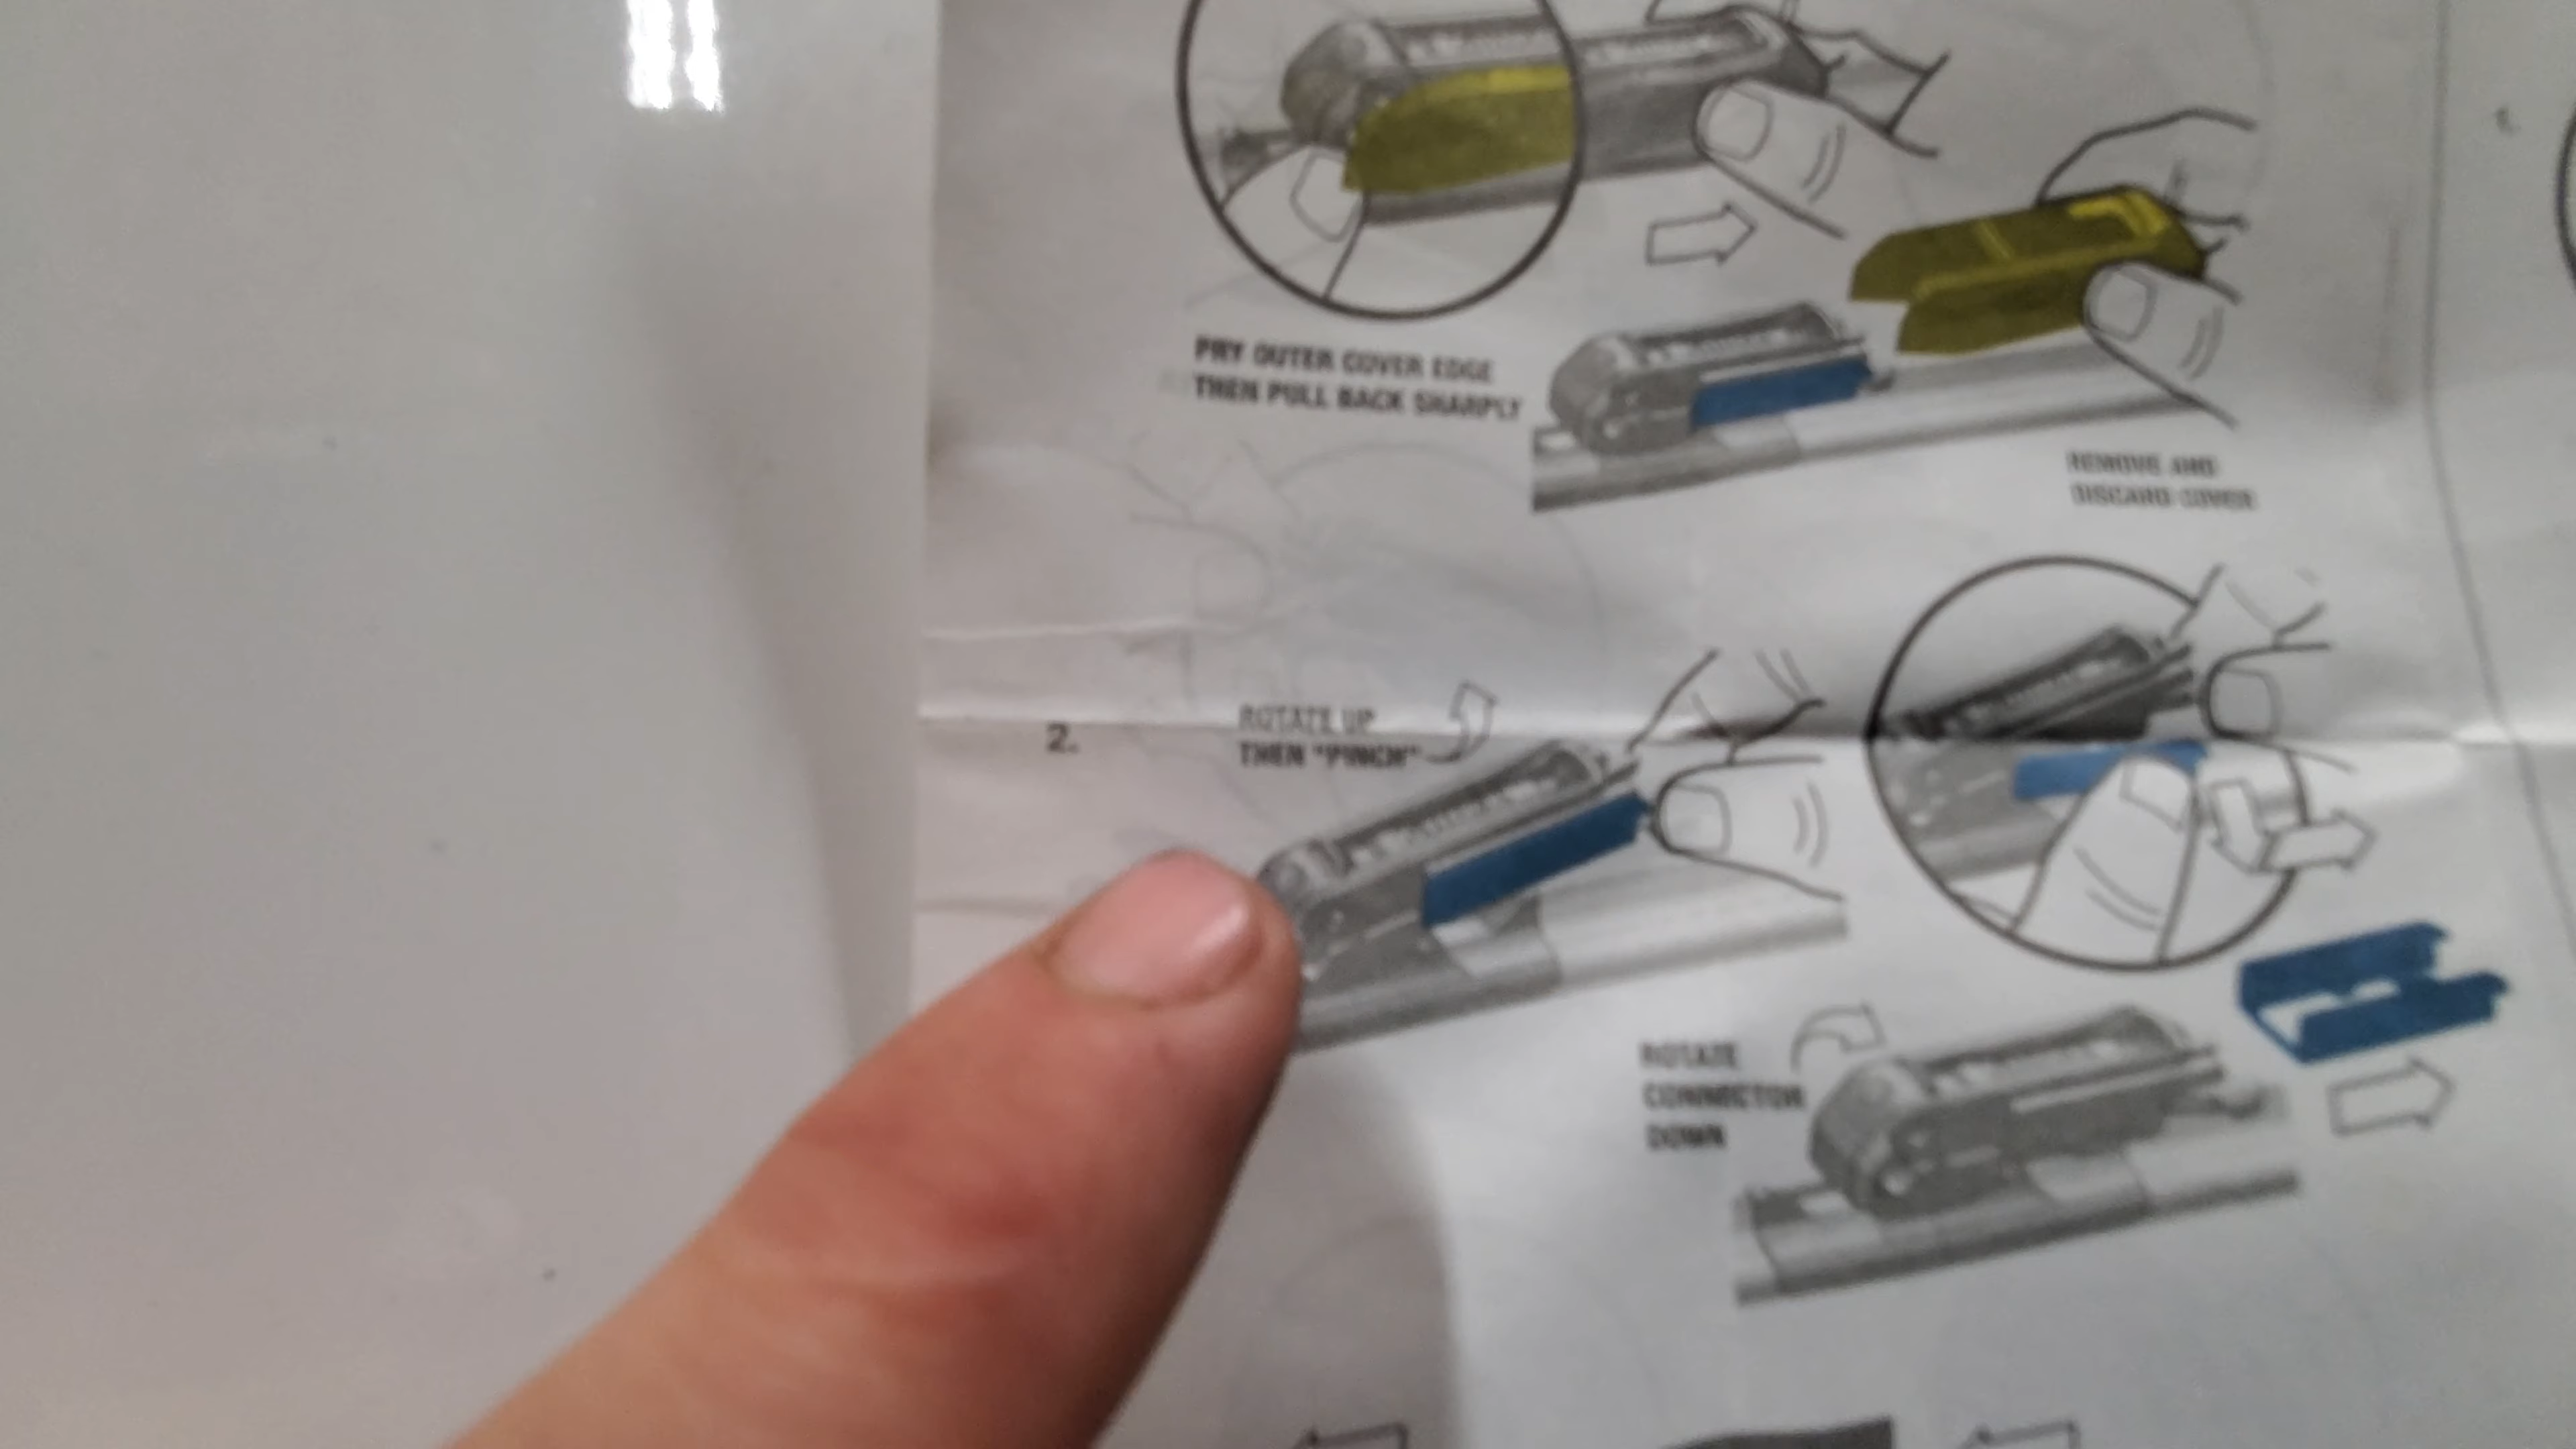 PRY OUTER COVER EDGE
THEN PULL BACK SHARPLY
REMOVE AND
DISCARD COVER
2.
ROTATE UP
THEN "PINCH"
ROTATE
CONNECTOR
DOWN